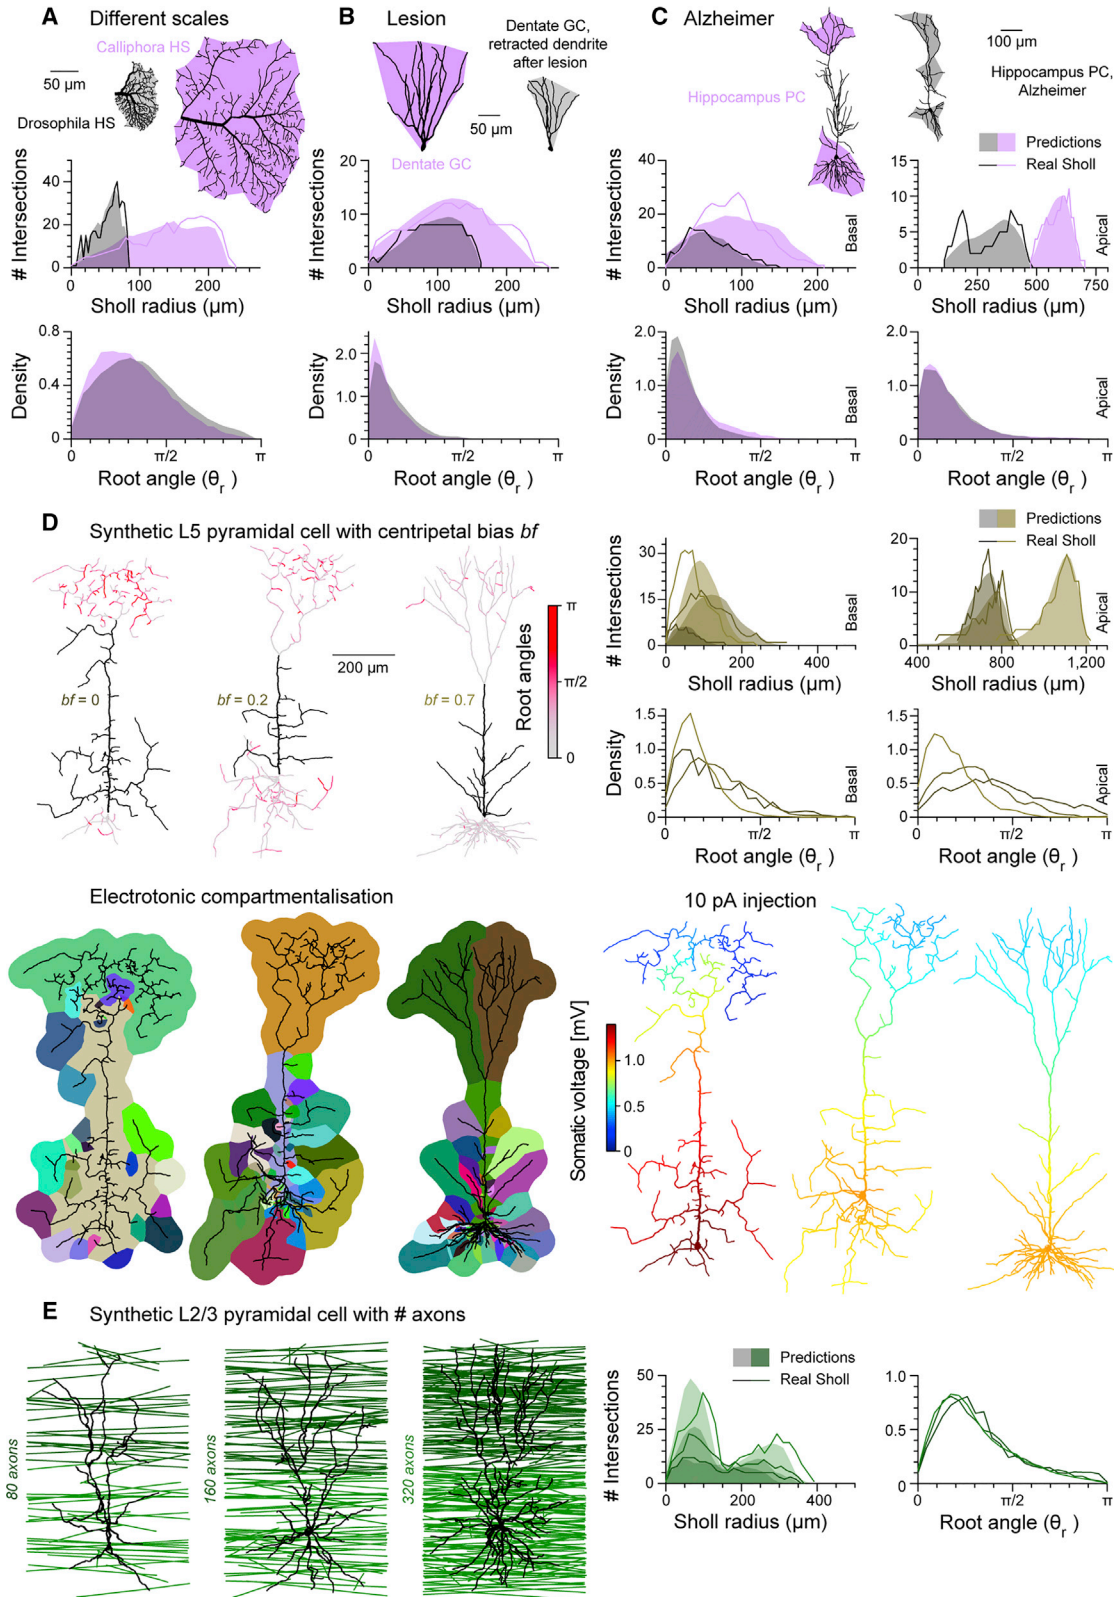 A Different scales
Calliphora HS
50 µm
Drosophila HS
# Intersections
40
20
0
0 100 200
Sholl radius (µm)
Density
0.8
0.4
0
0 π/2 π
Root angle (θr )
B Lesion
Dentate GC,
retracted dendrite
after lesion
50 µm
Dentate GC
20
10
0
0 100 200
Sholl radius (µm)
Density
2.0
1.0
0
0 π/2 π
Root angle (θr )
C Alzheimer
Hippocampus PC
100 µm
Hippocampus PC,
Alzheimer
Predictions
Real Sholl
# Intersections
40
20
0
0 100 200
Sholl radius (µm)
Basal
15
10
5
0
0 250 500 750
Sholl radius (µm)
Apical
Density
2.0
1.0
0
0 π/2 π
Root angle (θr )
Basal
2.0
1.0
0
0 π/2 π
Root angle (θr )
Apical
D Synthetic L5 pyramidal cell with centripetal bias bf
bf = 0
bf = 0.2
bf = 0.7
200 µm
Root angles
π
π/2
0
Predictions
Real Sholl
# Intersections
30
15
0
0 200 400
Sholl radius (µm)
Basal
20
10
0
400 800 1,200
Sholl radius (µm)
Apical
Density
1.5
1.0
0.5
0
0 π/2 π
Root angle (θr )
Basal
1.5
1.0
0.5
0
0 π/2 π
Root angle (θr )
Apical
Electrotonic compartmentalisation
10 pA injection
Somatic voltage [mV]
1.0
0.5
0
E Synthetic L2/3 pyramidal cell with # axons
80 axons
160 axons
320 axons
Predictions
Real Sholl
# Intersections
50
25
0
0 200 400
Sholl radius (µm)
1.0
0.5
0
0 π/2 π
Root angle (θr )